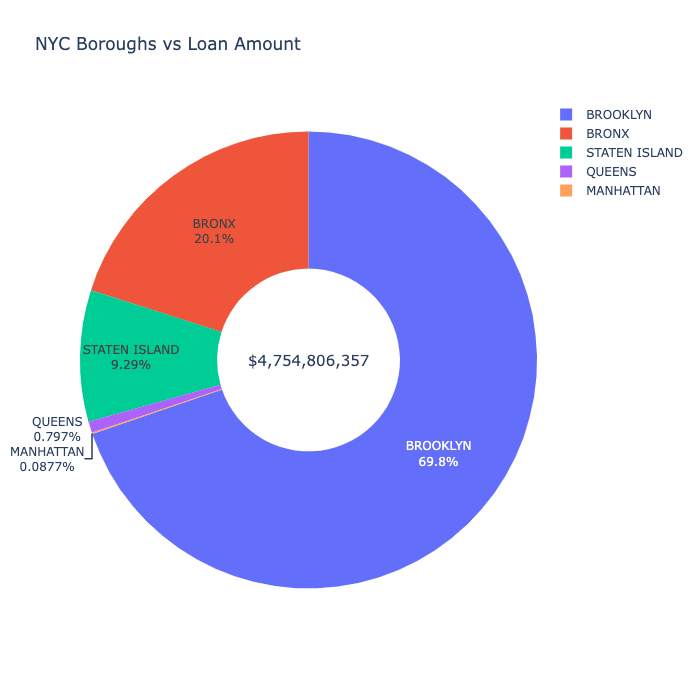 NYC Boroughs vs Loan Amount
BROOKLYN
BRONX
STATEN ISLAND
QUEENS
MANHATTAN
BRONX
20.1%
STATEN ISLAND
9.29%
$4,754,806,357
QUEENS
0.797%
MANHATTAN
0.0877%
BROOKLYN
69.8%